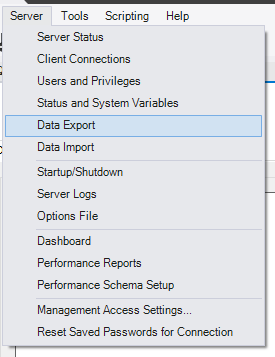 Server Tools Scripting Help
Server Status
Client Connections
Users and Privileges
Status and System Variables
Data Export
Data Import
Startup/Shutdown
Server Logs
Options File
Dashboard
Performance Reports
Performance Schema Setup
Management Access Settings...
Reset Saved Passwords for Connection